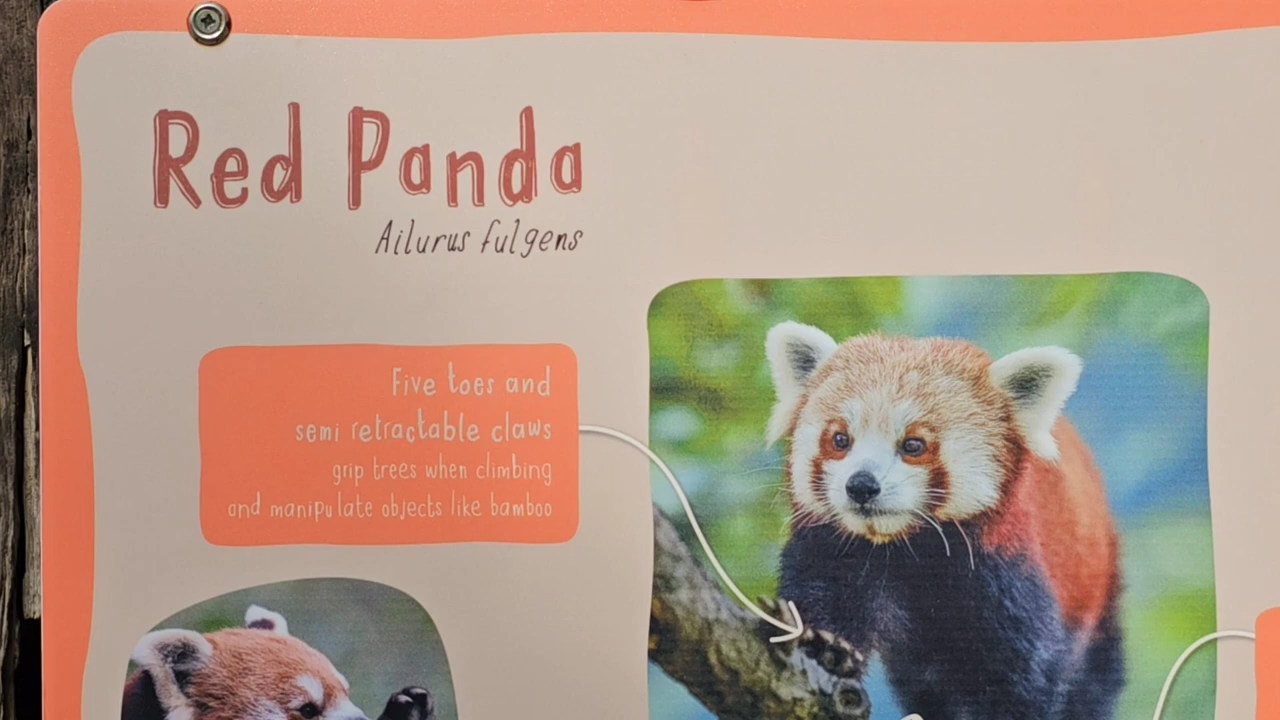 Red Panda
Ailurus fulgens
Five toes and
semi retractable claws
grip trees when climbing
and manipulate objects like bamboo